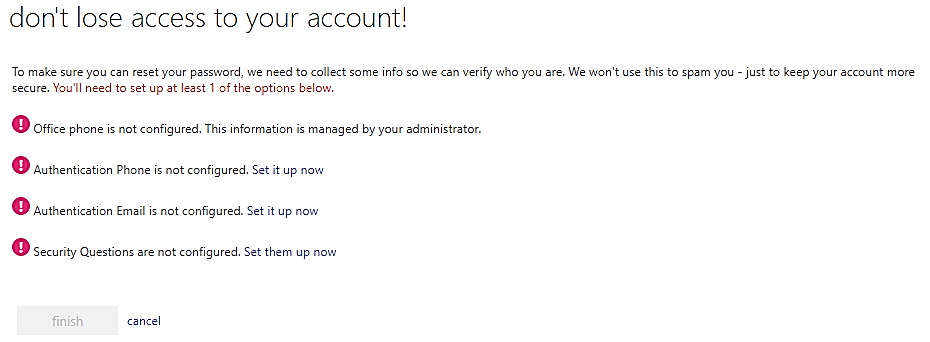 don't lose access to your account!
To make sure you can reset your password, we need to collect some info so we can verify who you are. We won't use this to spam you - just to keep your account more
secure. You'll need to set up at least 1 of the options below.
Office phone is not configured. This information is managed by your administrator.
Authentication Phone is not configured. Set it up now
Authentication Email is not configured. Set it up now
Security Questions are not configured. Set them up now
finish cancel